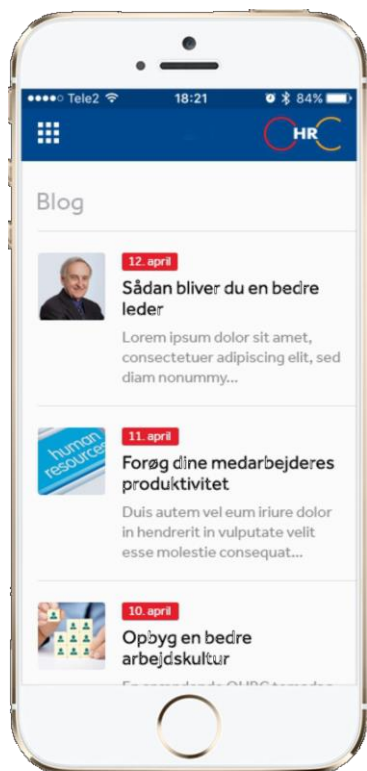 Tele2 18:21 84%
HR
Blog
12. april
Sådan bliver du en bedre
leder
Lorem ipsum dolor sit amet,
consectetuer adipiscing elit, sed
diam nonummy...
human
resources
11. april
Forøg dine medarbejderes
produktivitet
Duis autem vel eum iriure dolor
in hendrerit in vulputate velit
esse molestie consequat...
10. april
Opbyg en bedre
arbejdskultur